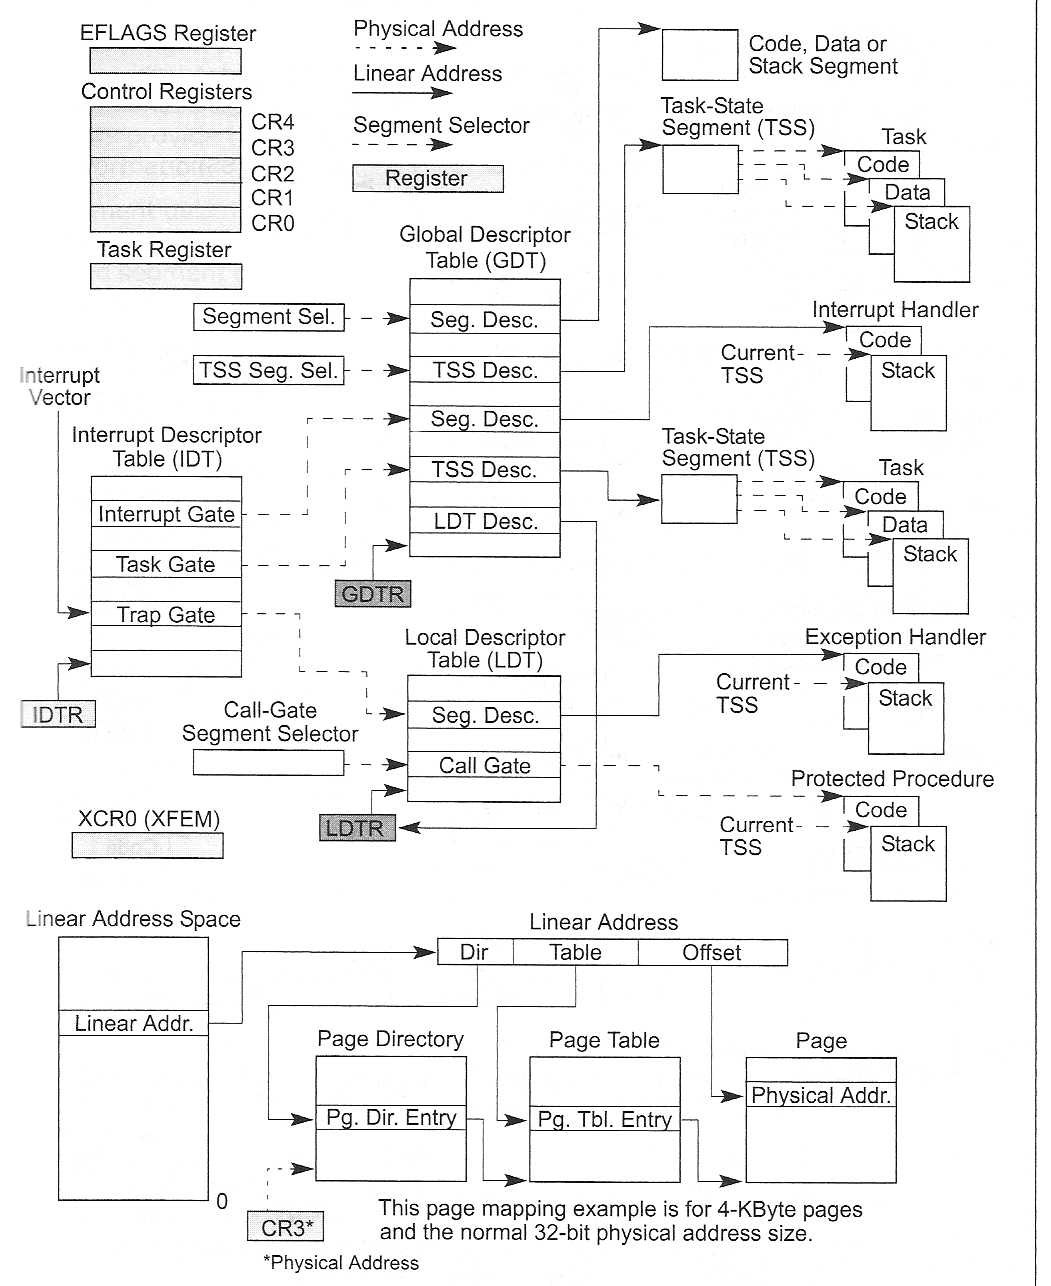 EFLAGS Register
Control Registers
CR4
CR3
CR2
CR1
CR0
Task Register
Physical Address
Linear Address
Segment Selector
Register
Code, Data or
Stack Segment
Task-State
Segment (TSS)
Task
Code
Data
Stack
Global Descriptor
Table (GDT)
Segment Sel.
Seg. Desc.
TSS Seg. Sel.
TSS Desc.
Interrupt Handler
Code
Current
TSS
Stack
Interrupt
Vector
Seg. Desc.
Interrupt Descriptor
Table (IDT)
Task-State
Segment (TSS)
Task
Code
Data
Stack
TSS Desc.
Interrupt Gate
LDT Desc.
Task Gate
GDTR
Trap Gate
Local Descriptor
Table (LDT)
Exception Handler
Code
Current
TSS
Stack
IDTR
Call-Gate
Segment Selector
Seg. Desc.
Call Gate
Protected Procedure
Code
Current
TSS
Stack
XCR0 (XFEM)
LDTR
Linear Address Space
Linear Address
Dir
Table
Offset
Linear Addr.
Page Directory
Page Table
Page
Physical Addr.
Pg. Dir. Entry
Pg. Tbl. Entry
0
CR3*
This page mapping example is for 4-KByte pages
and the normal 32-bit physical address size.
*Physical Address